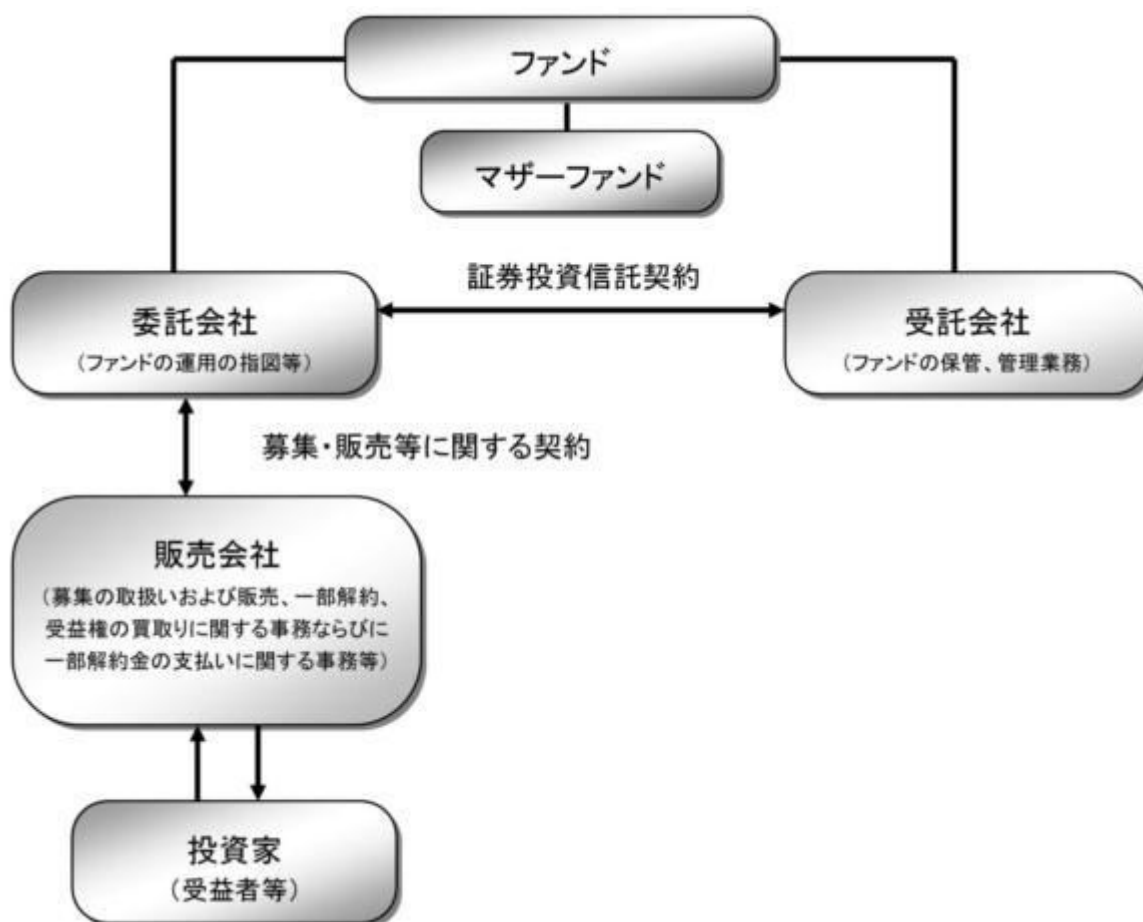 ファンド
マザーファンド
証券投資信託契約
委託会社
(ファンドの運用の指図等)
受託会社
(ファンドの保管、管理業務)
募集・販売等に関する契約
販売会社
(募集の取扱いおよび販売、一部解約、
受益権の買取りに関する事務ならびに
一部解約金の支払いに関する事務等)
投資家
(受益者等)